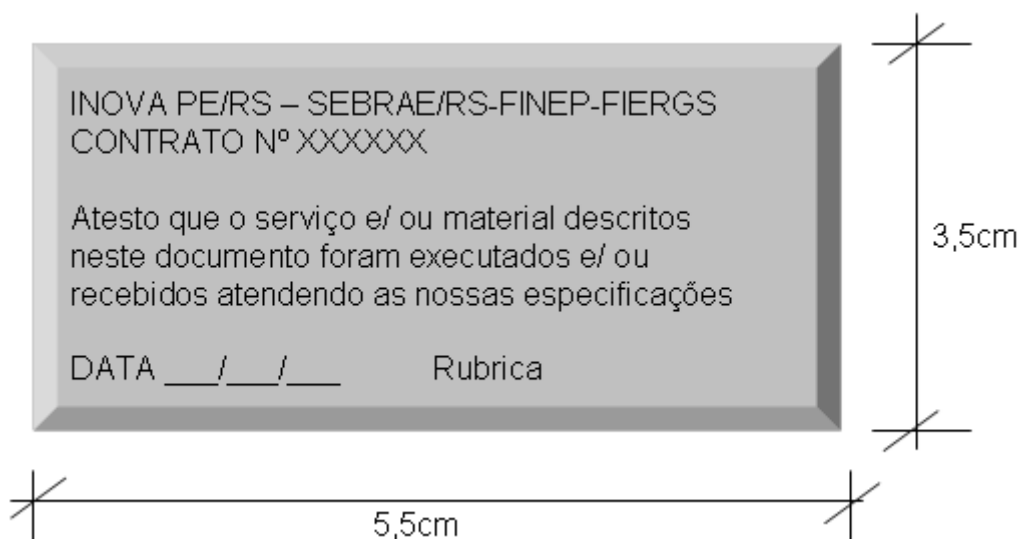 INOVA PE/RS – SEBRAE/RS-FINEP-FIERGS
CONTRATO Nº XXXXXX
Atesto que o serviço e/ ou material descritos
neste documento foram executados e/ ou
recebidos atendendo as nossas especificações
DATA ___/___/___ Rubrica
3,5cm
5,5cm